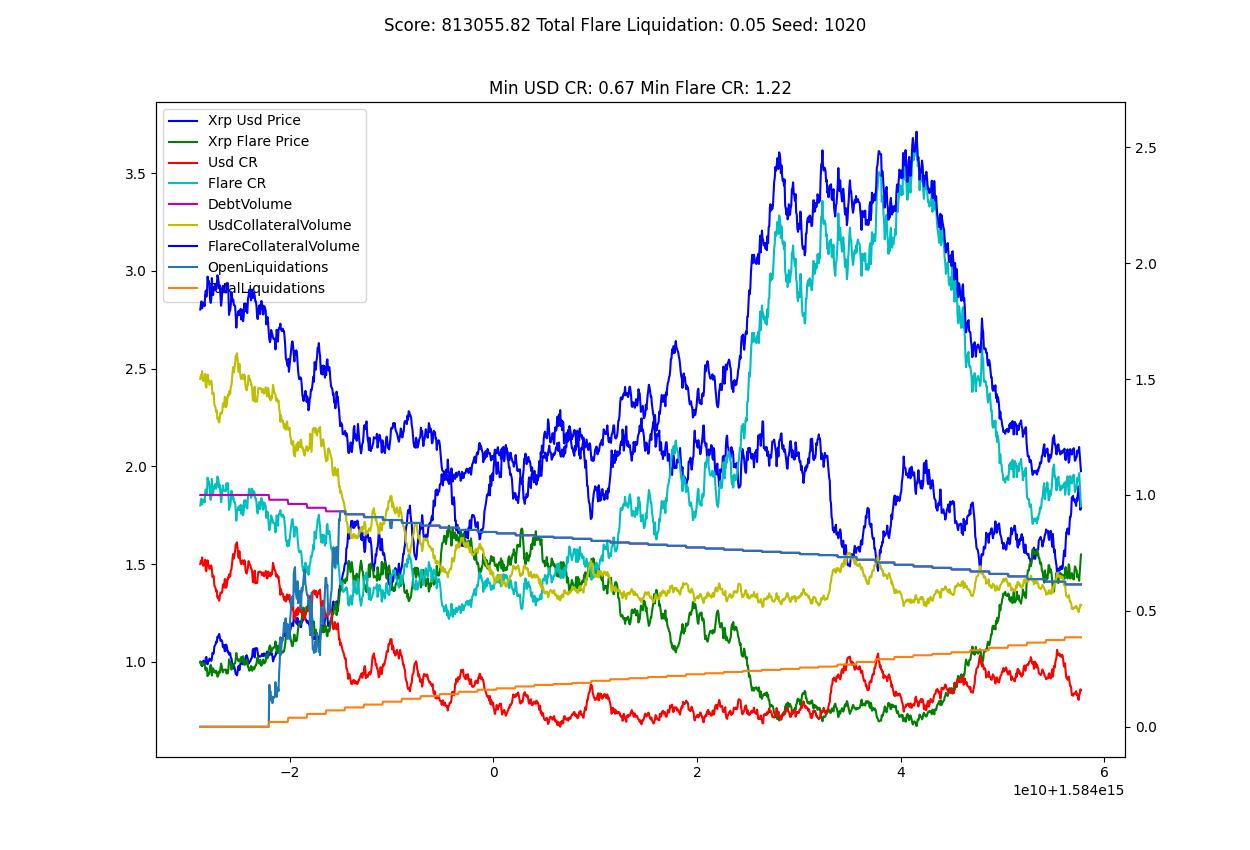 Score: 813055.82 Total Flare Liquidation: 0.05 Seed: 1020
Min USD CR: 0.67 Min Flare CR: 1.22
Xrp Usd Price
Xrp Flare Price
Usd CR
Flare CR
DebtVolume
UsdCollateralVolume
FlareCollateralVolume
OpenLiquidations
TotalLiquidations
3.5
3.0
2.5
2.0
1.5
1.0
2.5
2.0
1.5
1.0
0.5
0.0
−2 0 2 4 6
1e10+1.584e15